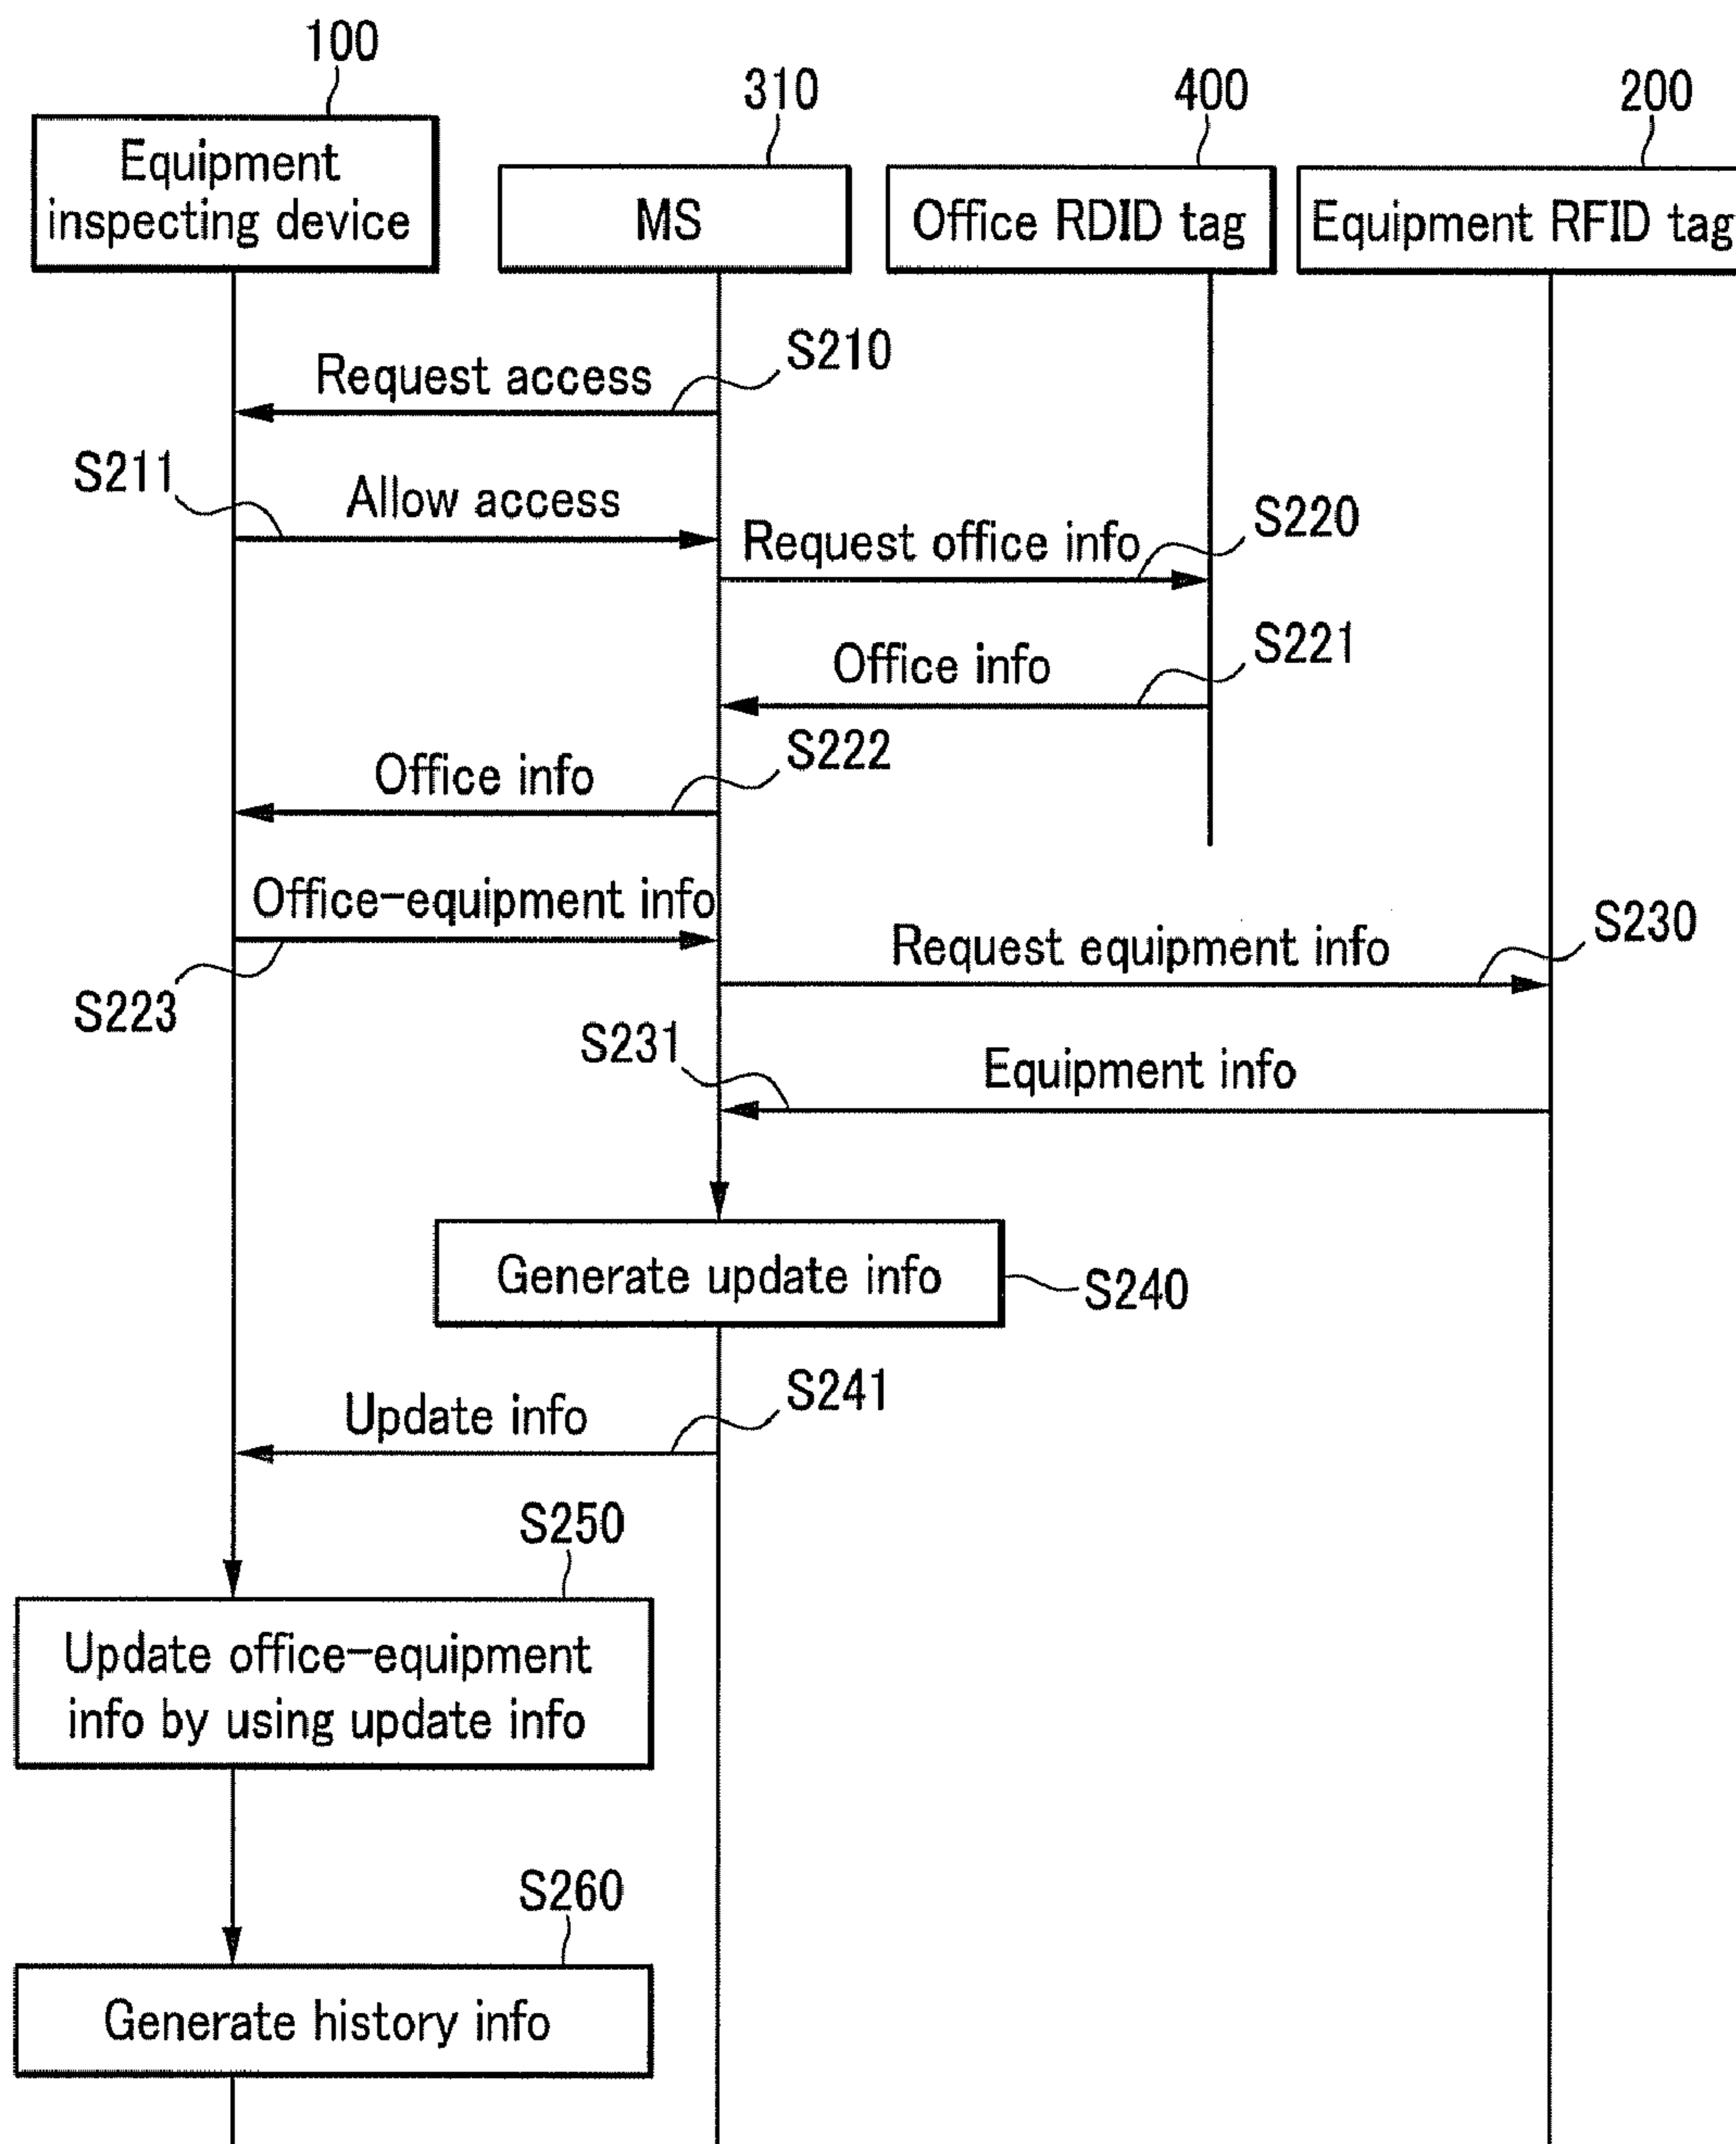 100
310
400
200
Equipment
inspecting device
MS
Office RDID tag
Equipment RFID tag
S210
Request access
S211
Allow access
S220
Request office info
S221
Office info
S222
Office info
Office-equipment info
S223
S230
Request equipment info
S231
Equipment info
Generate update info
S240
S241
Update info
S250
Update office-equipment
info by using update info
S260
Generate history info